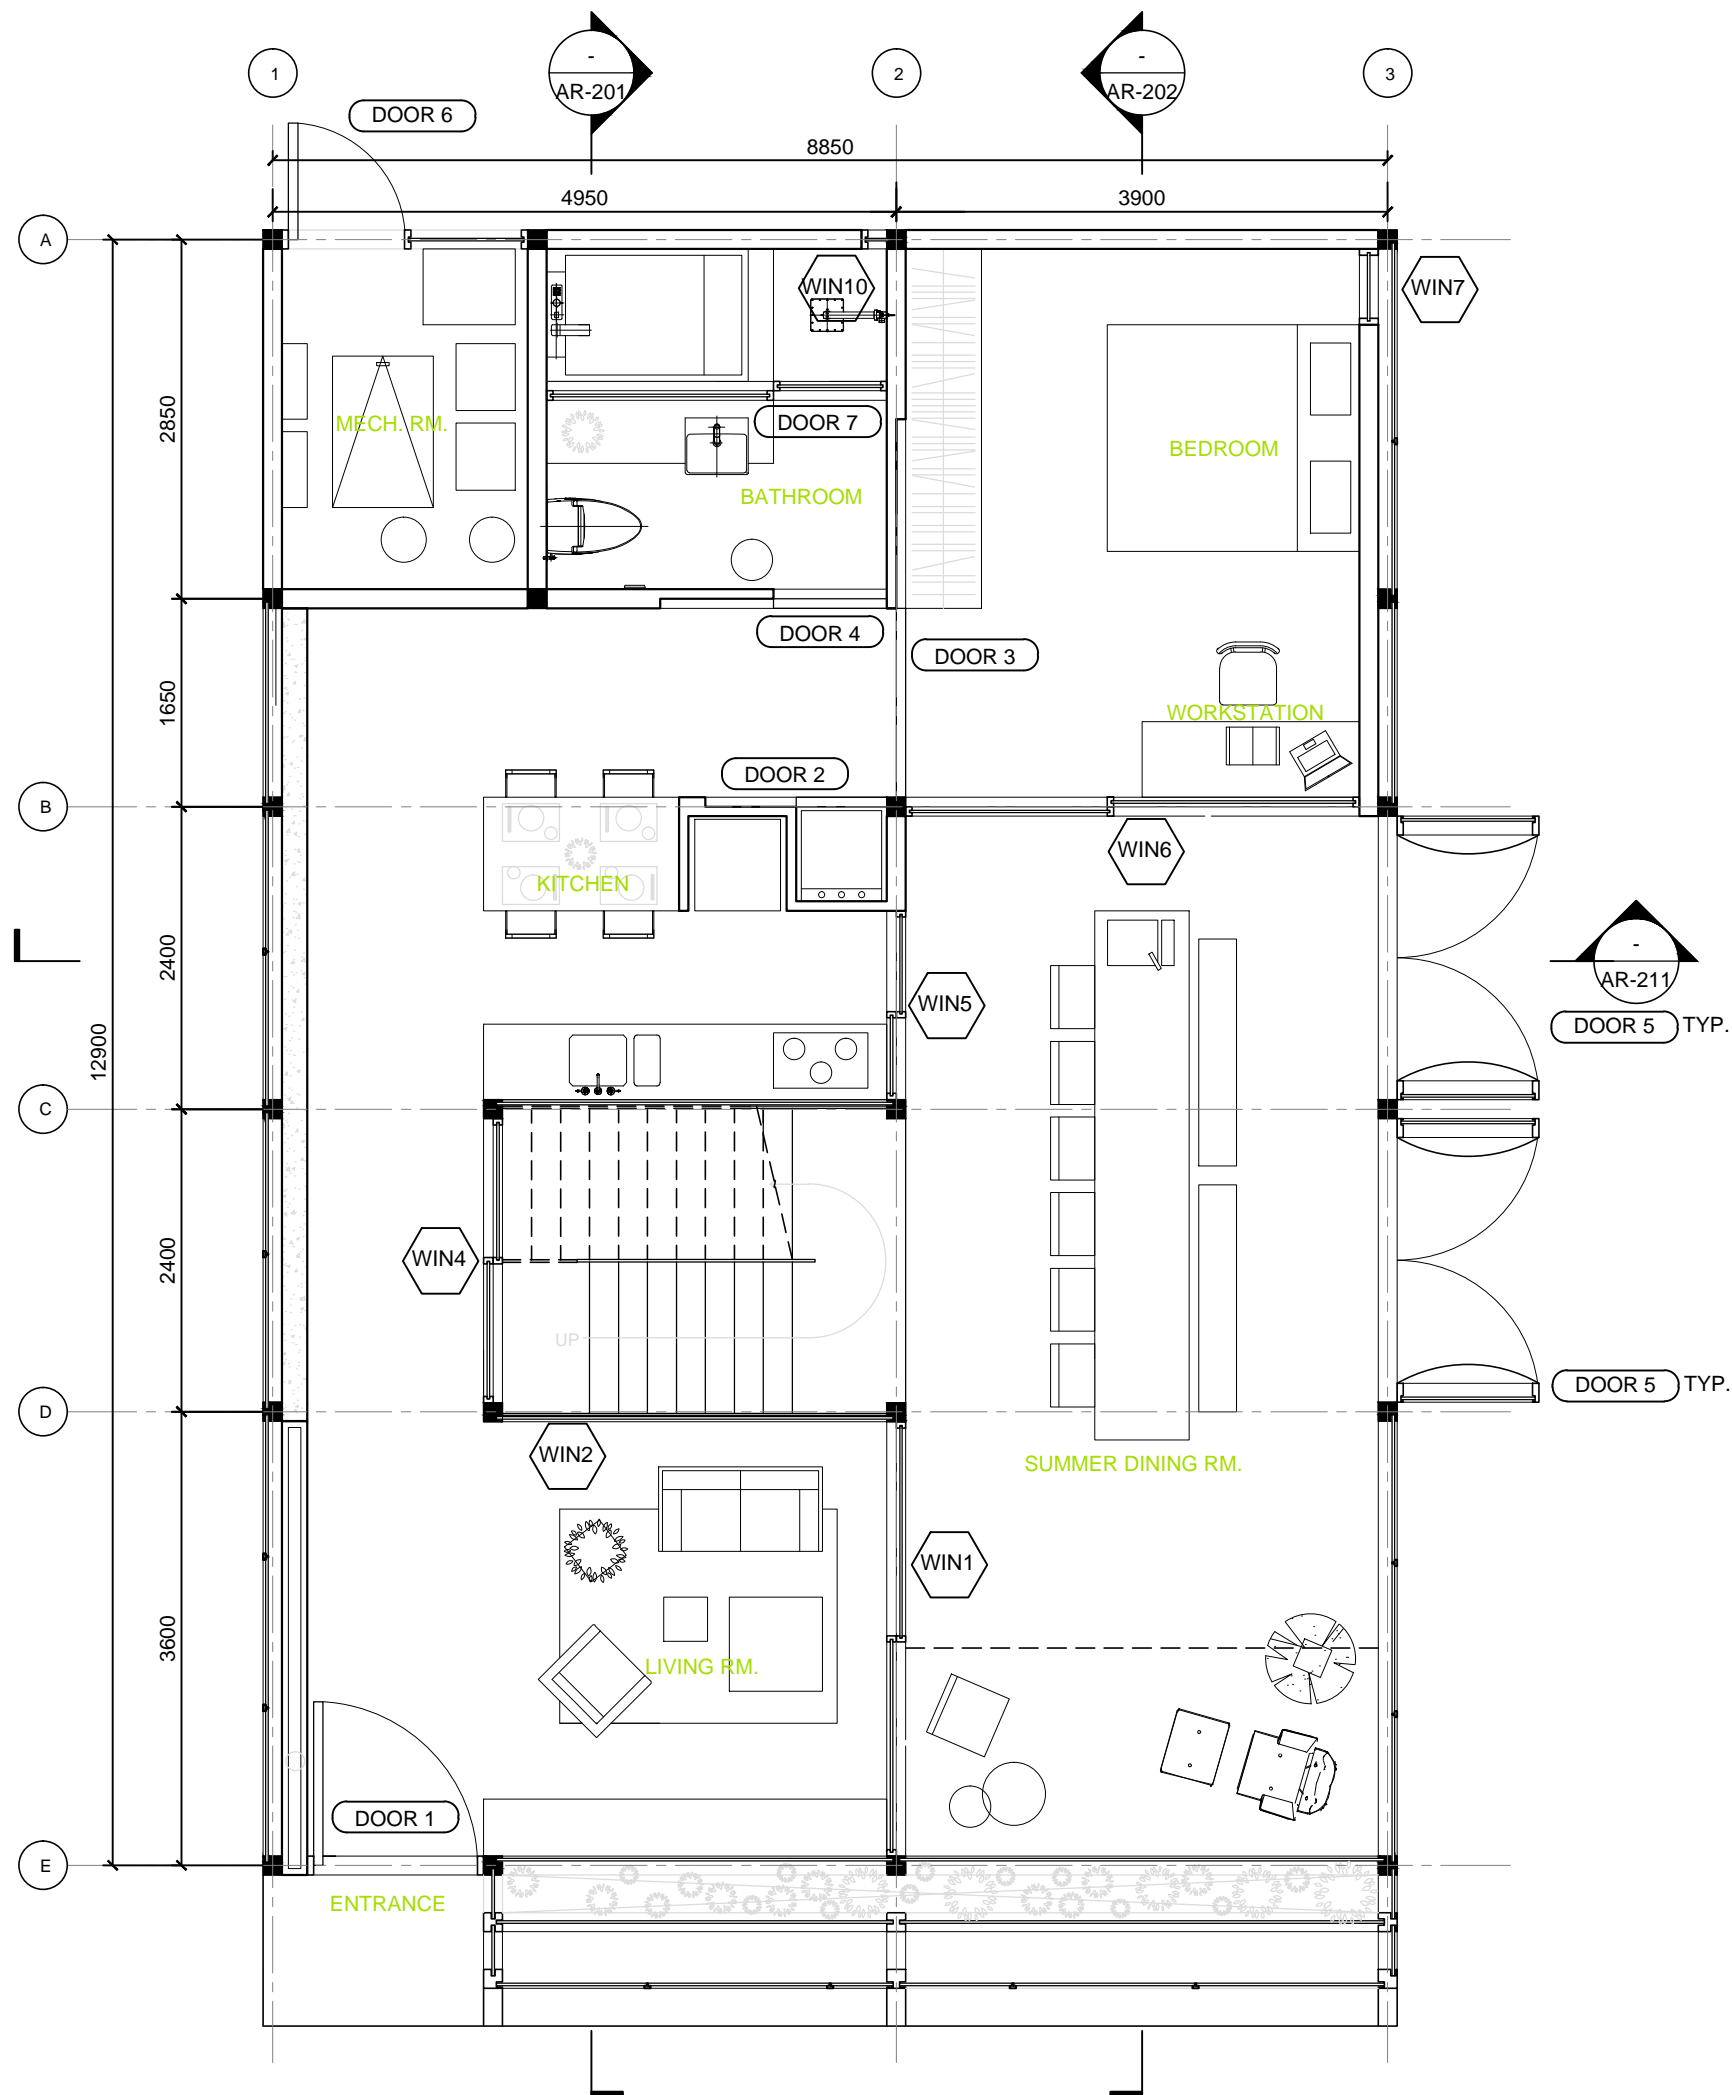 1
-
AR-201
2
-
AR-202
3
DOOR 6
8850
4950
3900
A
WIN10
WIN7
2850
MECH. RM.
DOOR 7
BEDROOM
BATHROOM
DOOR 4
DOOR 3
1650
WORKSTATION
DOOR 2
B
WIN6
KITCHEN
2400
-
AR-211
WIN5
DOOR 5 TYP.
12900
C
2400
WIN4
UP
DOOR 5 TYP.
D
WIN2
SUMMER DINING RM.
WIN1
3600
LIVING RM.
DOOR 1
E
ENTRANCE